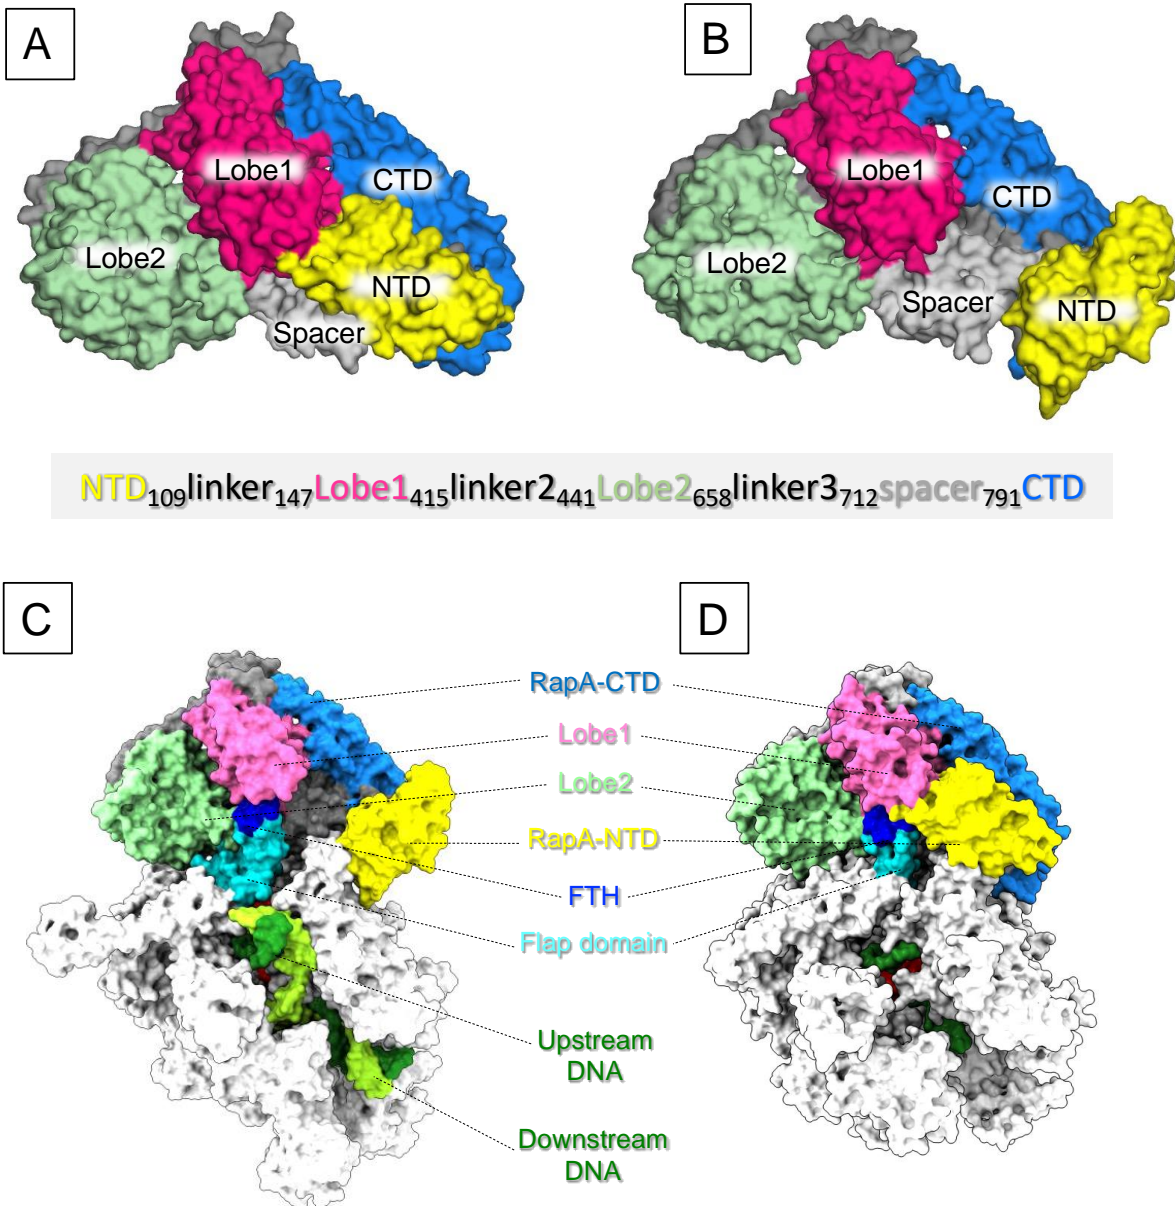 A
B
Lobe1
CTD
Lobe2
NTD
Spacer
Lobe1
CTD
Lobe2
Spacer
NTD
NTD109linker147Lobe1415linker2441Lobe2658linker3712spacer791CTD
C
D
RapA-CTD
Lobe1
Lobe2
RapA-NTD
FTH
Flap domain
Upstream
DNA
Downstream
DNA